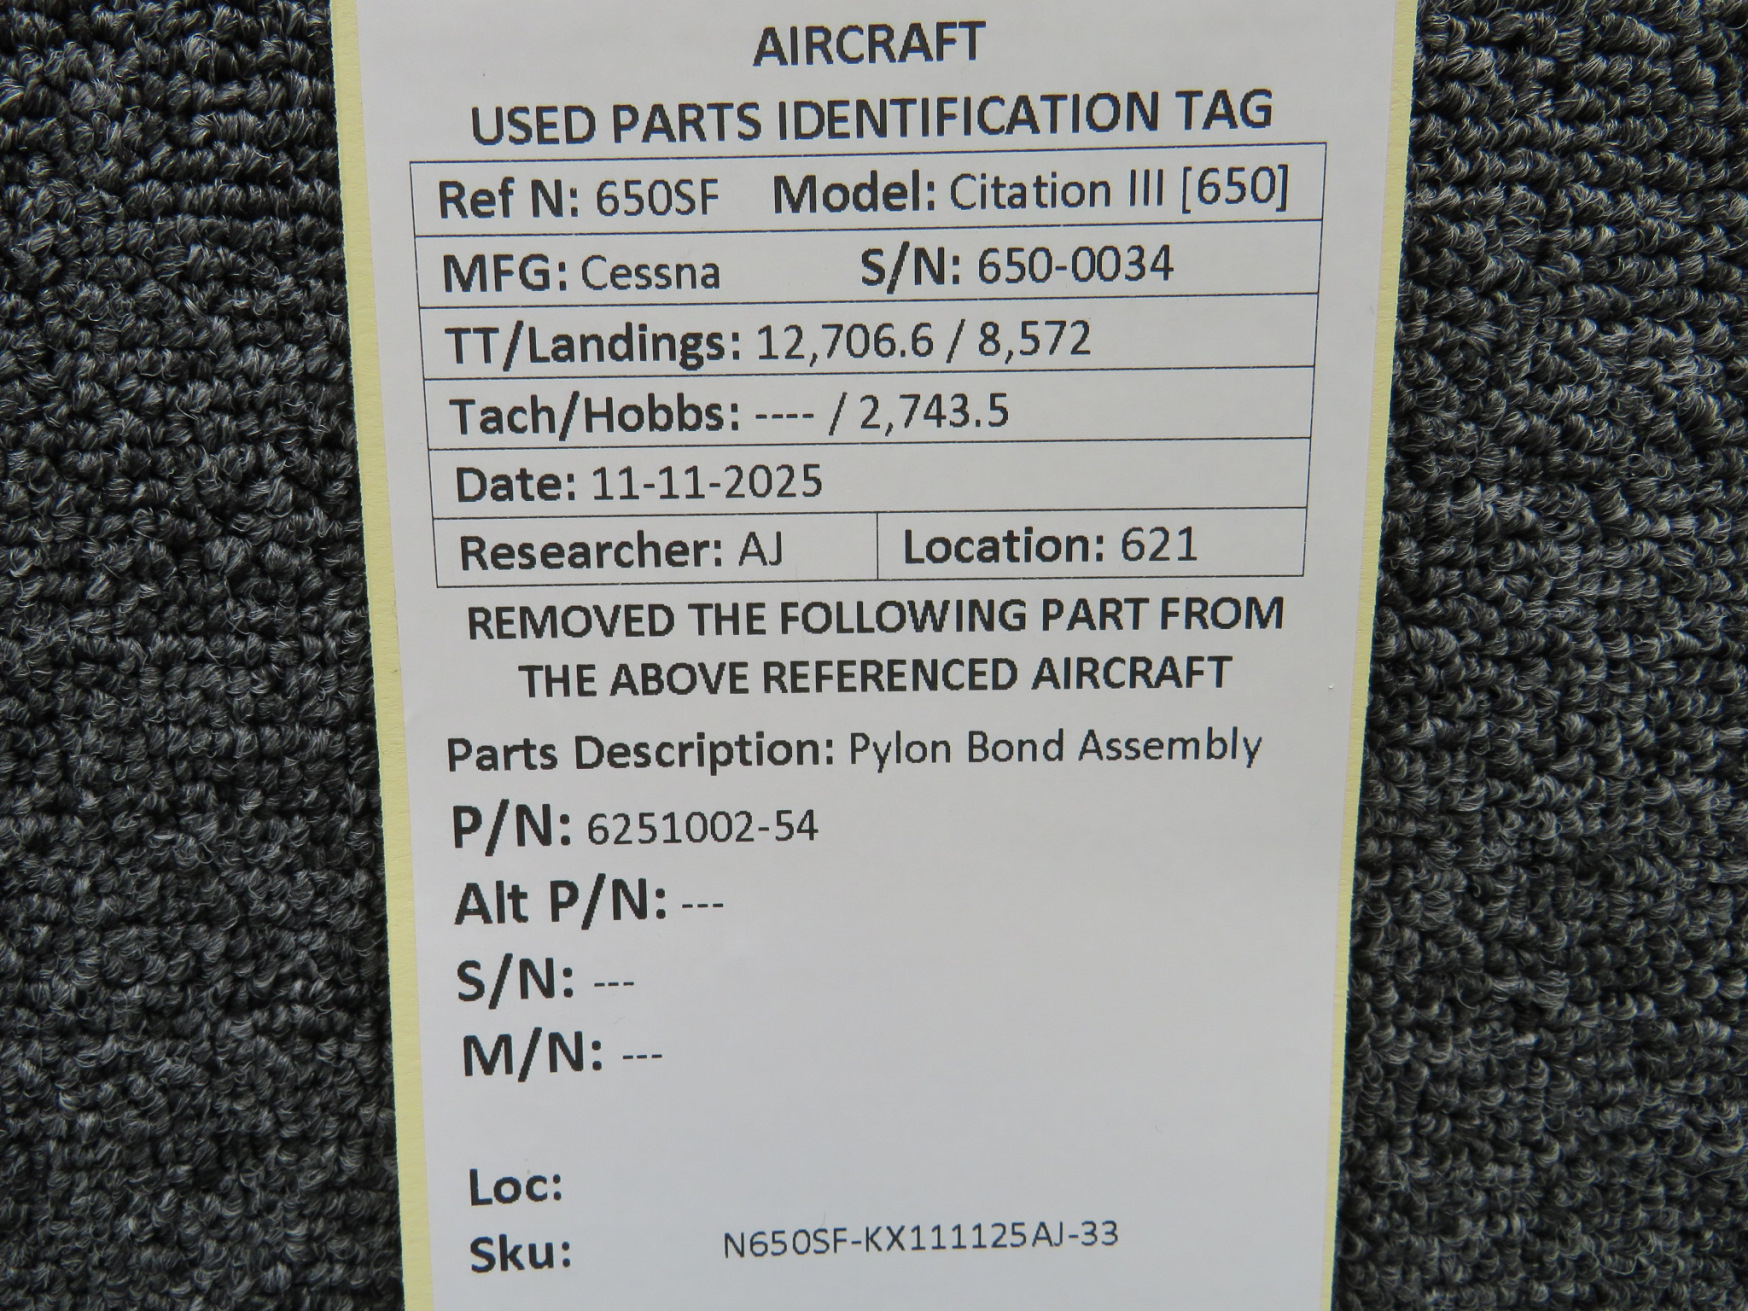 AIRCRAFT
USED PARTS IDENTIFICATION TAG
Ref N: 650SF Model: Citation III [650]
MFG: Cessna S/N: 650-0034
TT/Landings: 12,706.6 / 8,572
Tach/Hobbs: ---- / 2,743.5
Date: 11-11-2025
Researcher: AJ Location: 621
REMOVED THE FOLLOWING PART FROM
THE ABOVE REFERENCED AIRCRAFT
Parts Description: Pylon Bond Assembly
P/N: 6251002-54
Alt P/N: ---
S/N: ---
M/N: ---
Loc:
Sku: N650SF-KX111125AJ-33